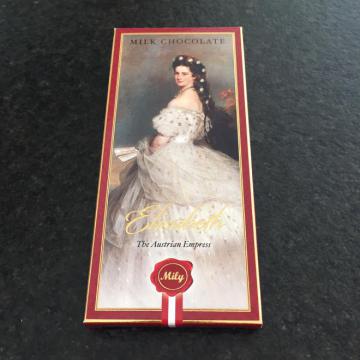 MILK CHOCOLATE
Elisabeth
The Austrian Empress
Mily